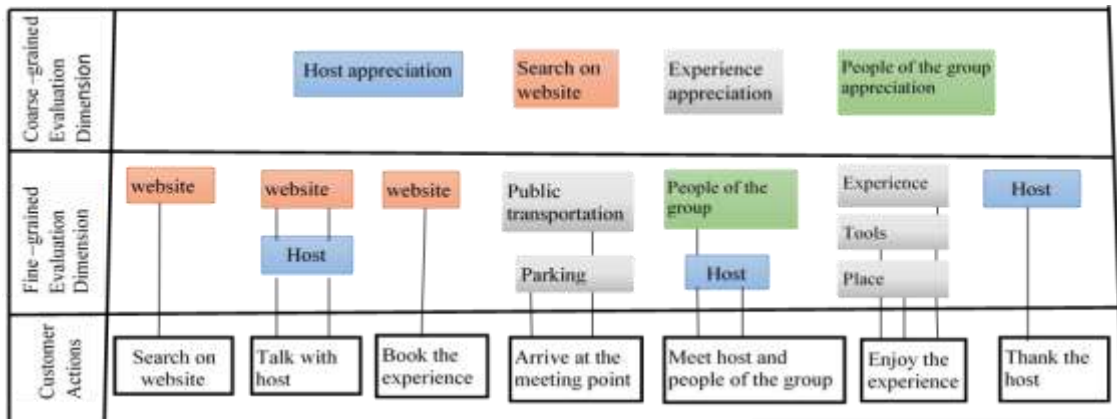 Coarse –grained
Evaluation
Dimension
Host appreciation
Search on
website
Experience
appreciation
People of the group
appreciation
Fine –grained
Evaluation
Dimension
website
website
Host
website
Public
transportation
Parking
People of the
group
Host
Experience
Tools
Place
Host
Customer
Actions
Search on
website
Talk with
host
Book the
experience
Arrive at the
meeting point
Meet host and
people of the group
Enjoy the
experience
Thank the
host